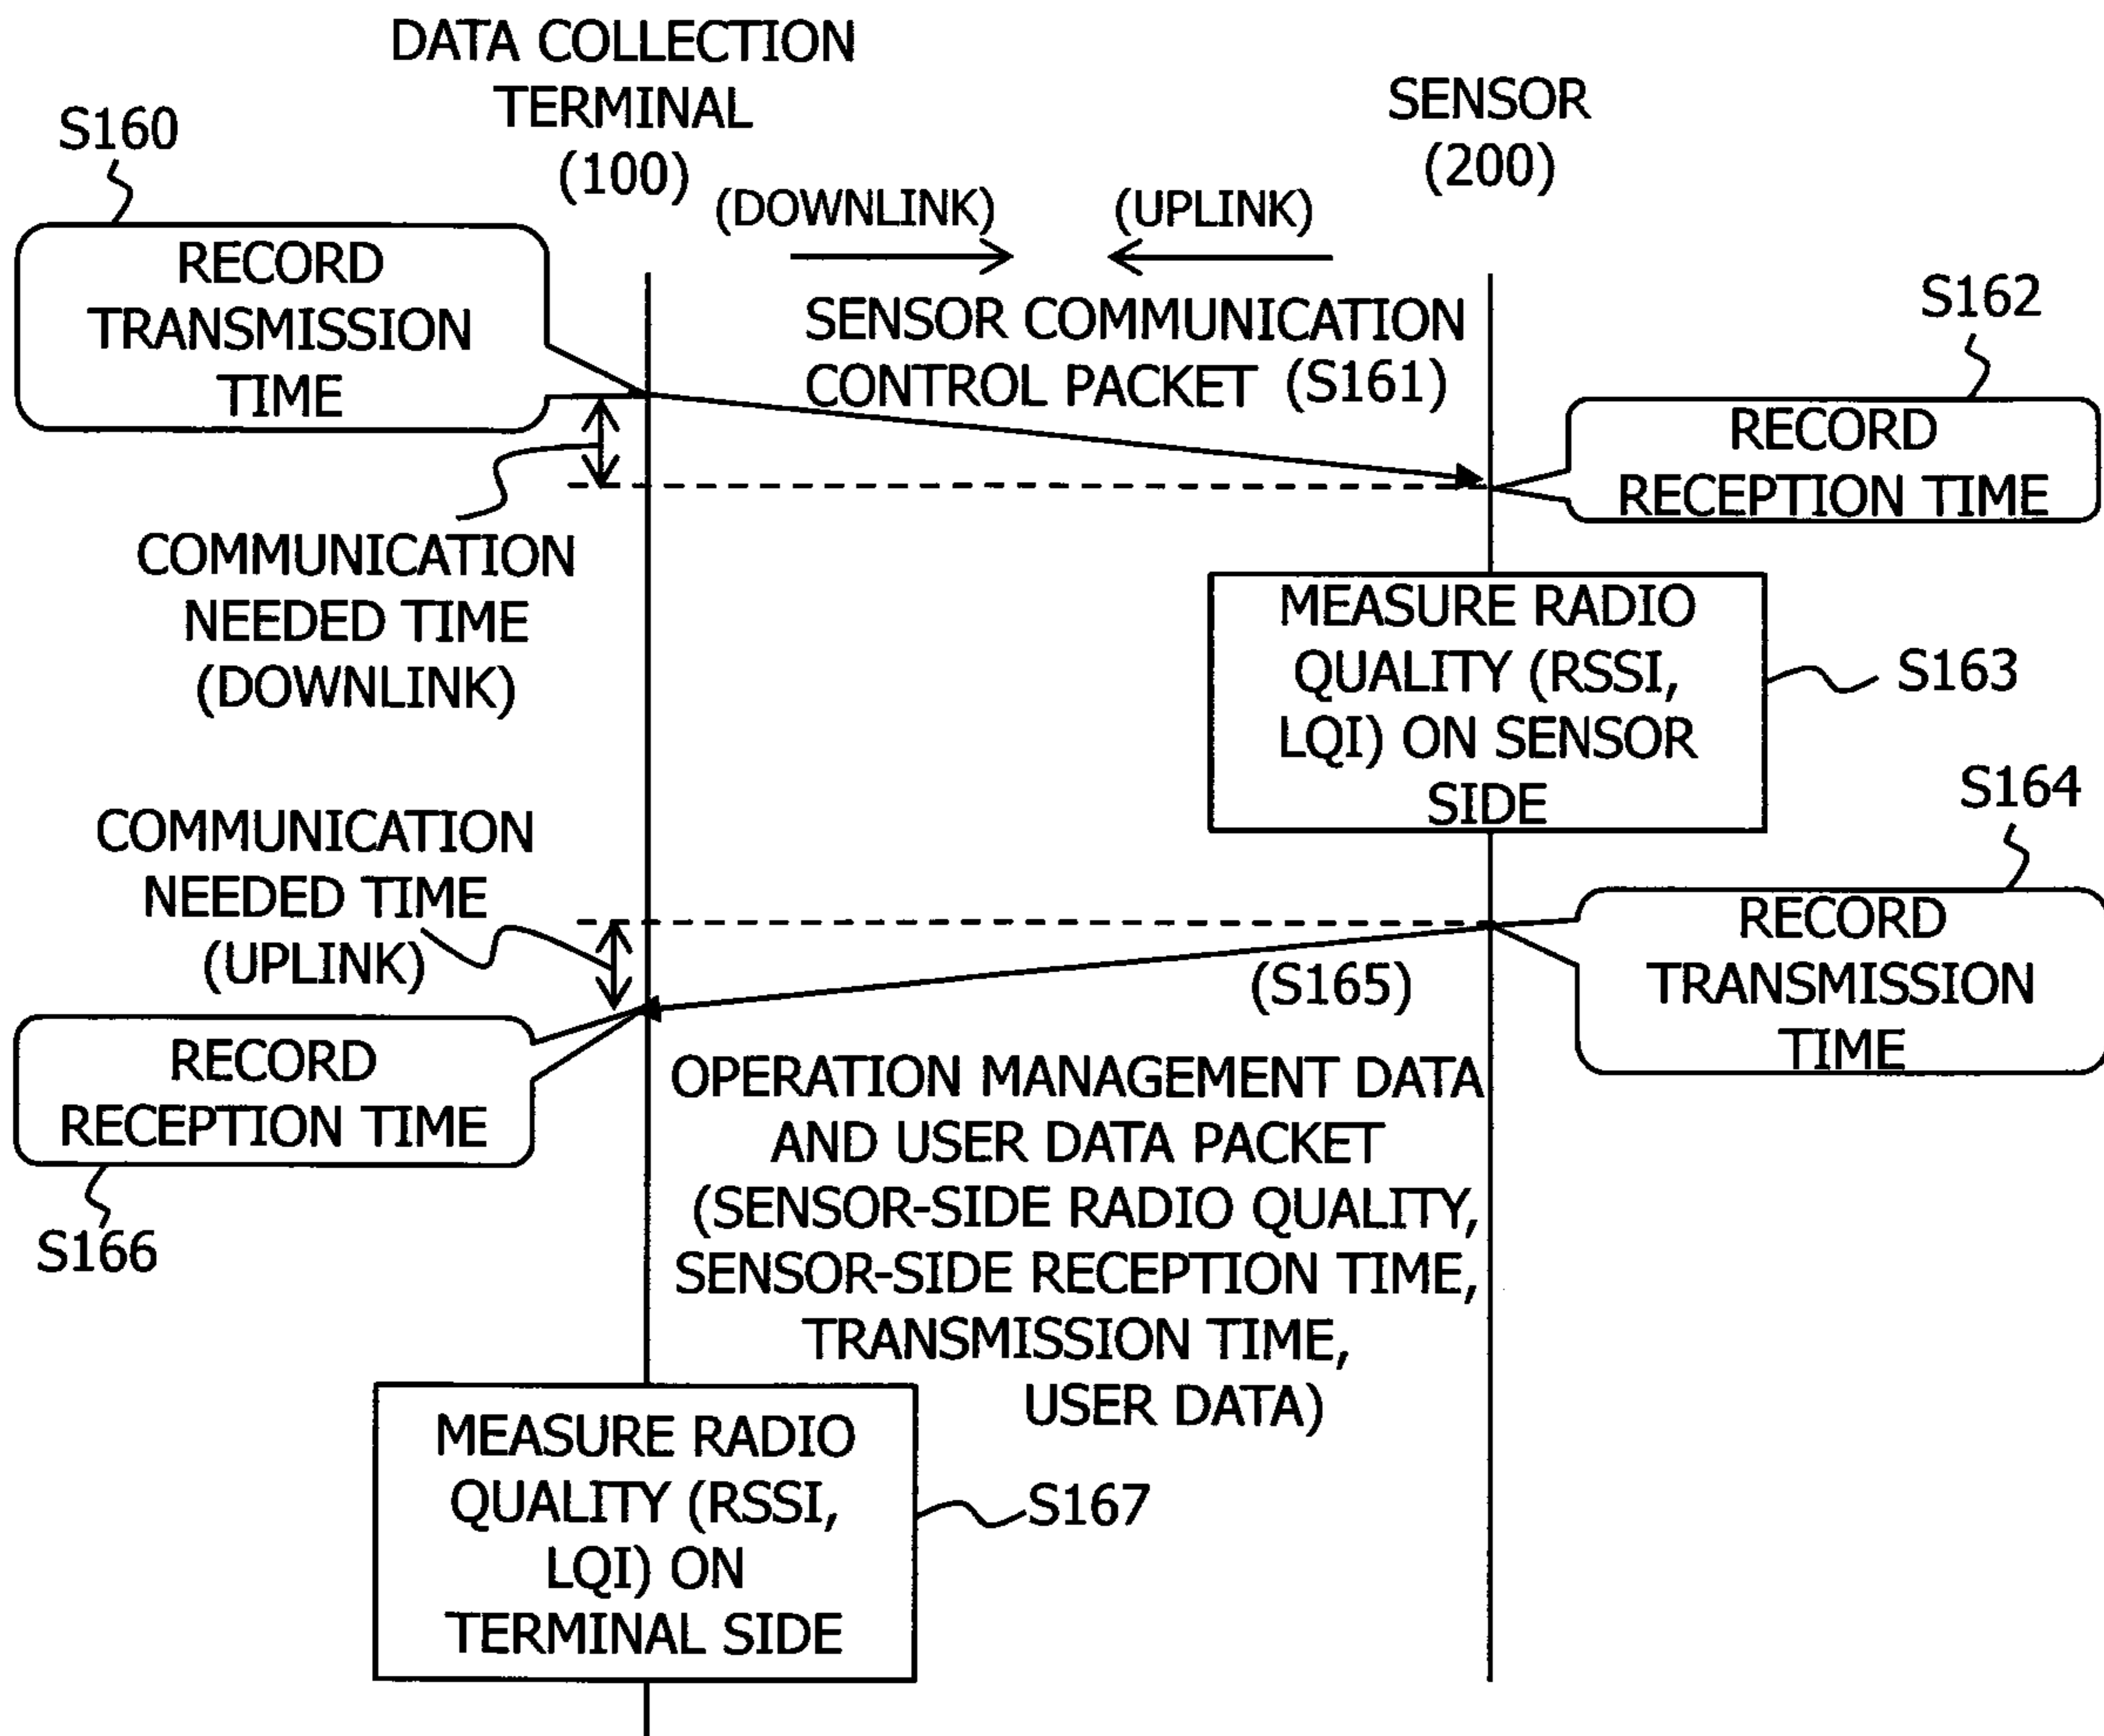 DATA COLLECTION
TERMINAL
(100)
SENSOR
(200)
S160
(DOWNLINK)
(UPLINK)
RECORD
TRANSMISSION
TIME
SENSOR COMMUNICATION
CONTROL PACKET (S161)
S162
RECORD
RECEPTION TIME
COMMUNICATION
NEEDED TIME
(DOWNLINK)
MEASURE RADIO
QUALITY (RSSI,
LQI) ON SENSOR
SIDE
S163
S164
COMMUNICATION
NEEDED TIME
(UPLINK)
RECORD
TRANSMISSION
TIME
(S165)
RECORD
RECEPTION TIME
S166
OPERATION MANAGEMENT DATA
AND USER DATA PACKET
(SENSOR-SIDE RADIO QUALITY,
SENSOR-SIDE RECEPTION TIME,
TRANSMISSION TIME,
USER DATA)
MEASURE RADIO
QUALITY (RSSI,
LQI) ON
TERMINAL SIDE
S167